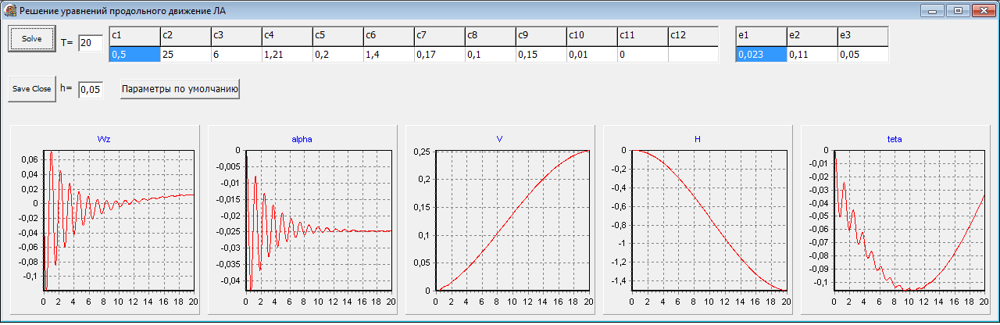 Решение уравнений продольного движение ЛА
Solve T= 20
c1 c2 c3 c4 c5 c6 c7 c8 c9 c10 c11 c12
0,5 25 6 1,21 0,2 1,4 0,17 0,1 0,15 0,01 0
e1 e2 e3
0,023 0,11 0,05
Save Close h= 0,05 Параметры по умолчанию
Wz
0,06
0,04
0,02
0
-0,02
-0,04
-0,06
-0,08
-0,1
0 2 4 6 8 10 12 14 16 18 20
alpha
0
-0,005
-0,01
-0,015
-0,02
-0,025
-0,03
-0,035
-0,04
0 2 4 6 8 10 12 14 16 18 20
V
0,25
0,2
0,15
0,1
0,05
0
0 2 4 6 8 10 12 14 16 18 20
H
0
-0,2
-0,4
-0,6
-0,8
-1
-1,2
-1,4
0 2 4 6 8 10 12 14 16 18 20
teta
-0,01
-0,02
-0,03
-0,04
-0,05
-0,06
-0,07
-0,08
-0,09
-0,1
0 2 4 6 8 10 12 14 16 18 20